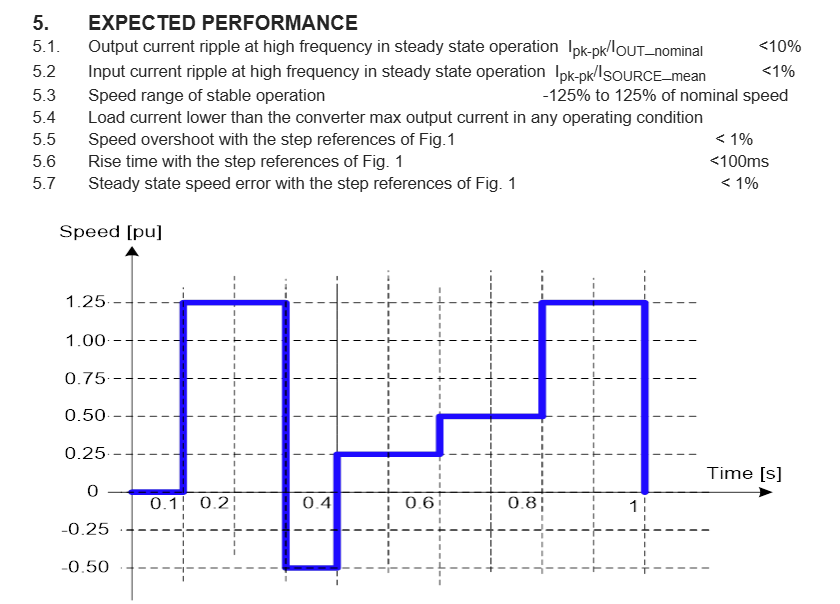 5. EXPECTED PERFORMANCE
5.1. Output current ripple at high frequency in steady state operation Ipk-pk/IOUT_nominal <10%
5.2 Input current ripple at high frequency in steady state operation Ipk-pk/ISOURCE_mean <1%
5.3 Speed range of stable operation -125% to 125% of nominal speed
5.4 Load current lower than the converter max output current in any operating condition
5.5 Speed overshoot with the step references of Fig.1 < 1%
5.6 Rise time with the step references of Fig. 1 <100ms
5.7 Steady state speed error with the step references of Fig. 1 < 1%
Speed [pu]
1.25
1.00
0.75
0.50
0.25
Time [s]
0
0.1 0.2 0.4 0.6 0.8 1
-0.25
-0.50